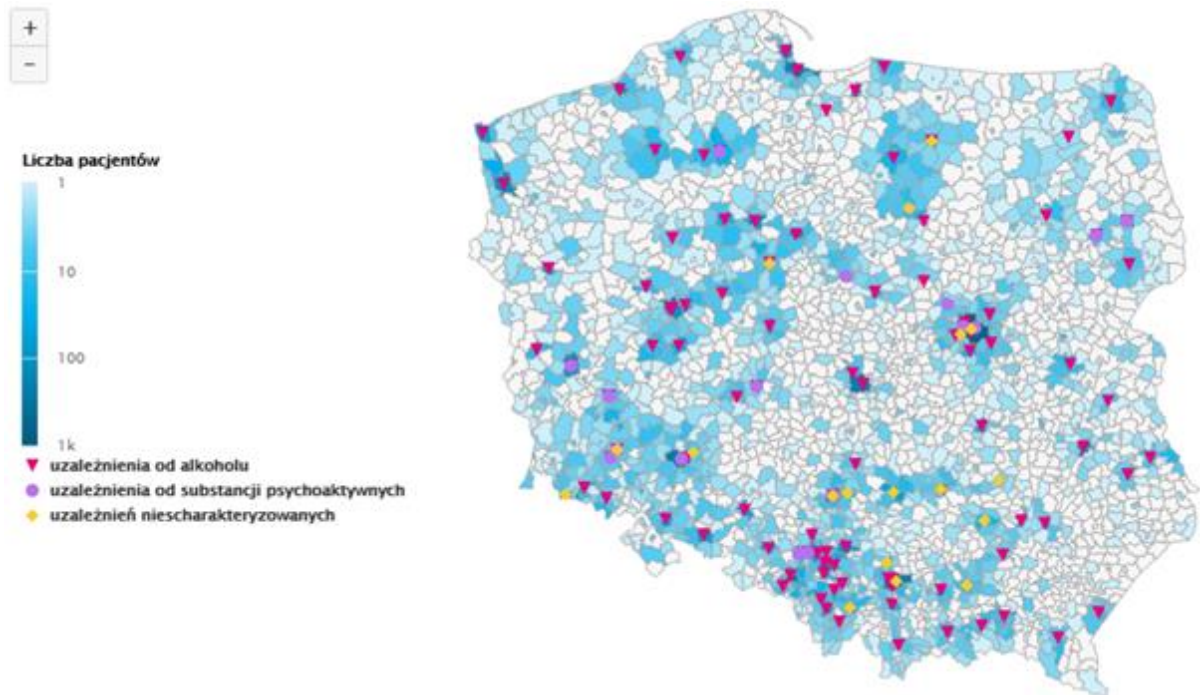 +
−
Liczba pacjentów
1
10
100
1k
uzależnienia od alkoholu
uzależnienia od substancji psychoaktywnych
uzależnień niescharakteryzowanych